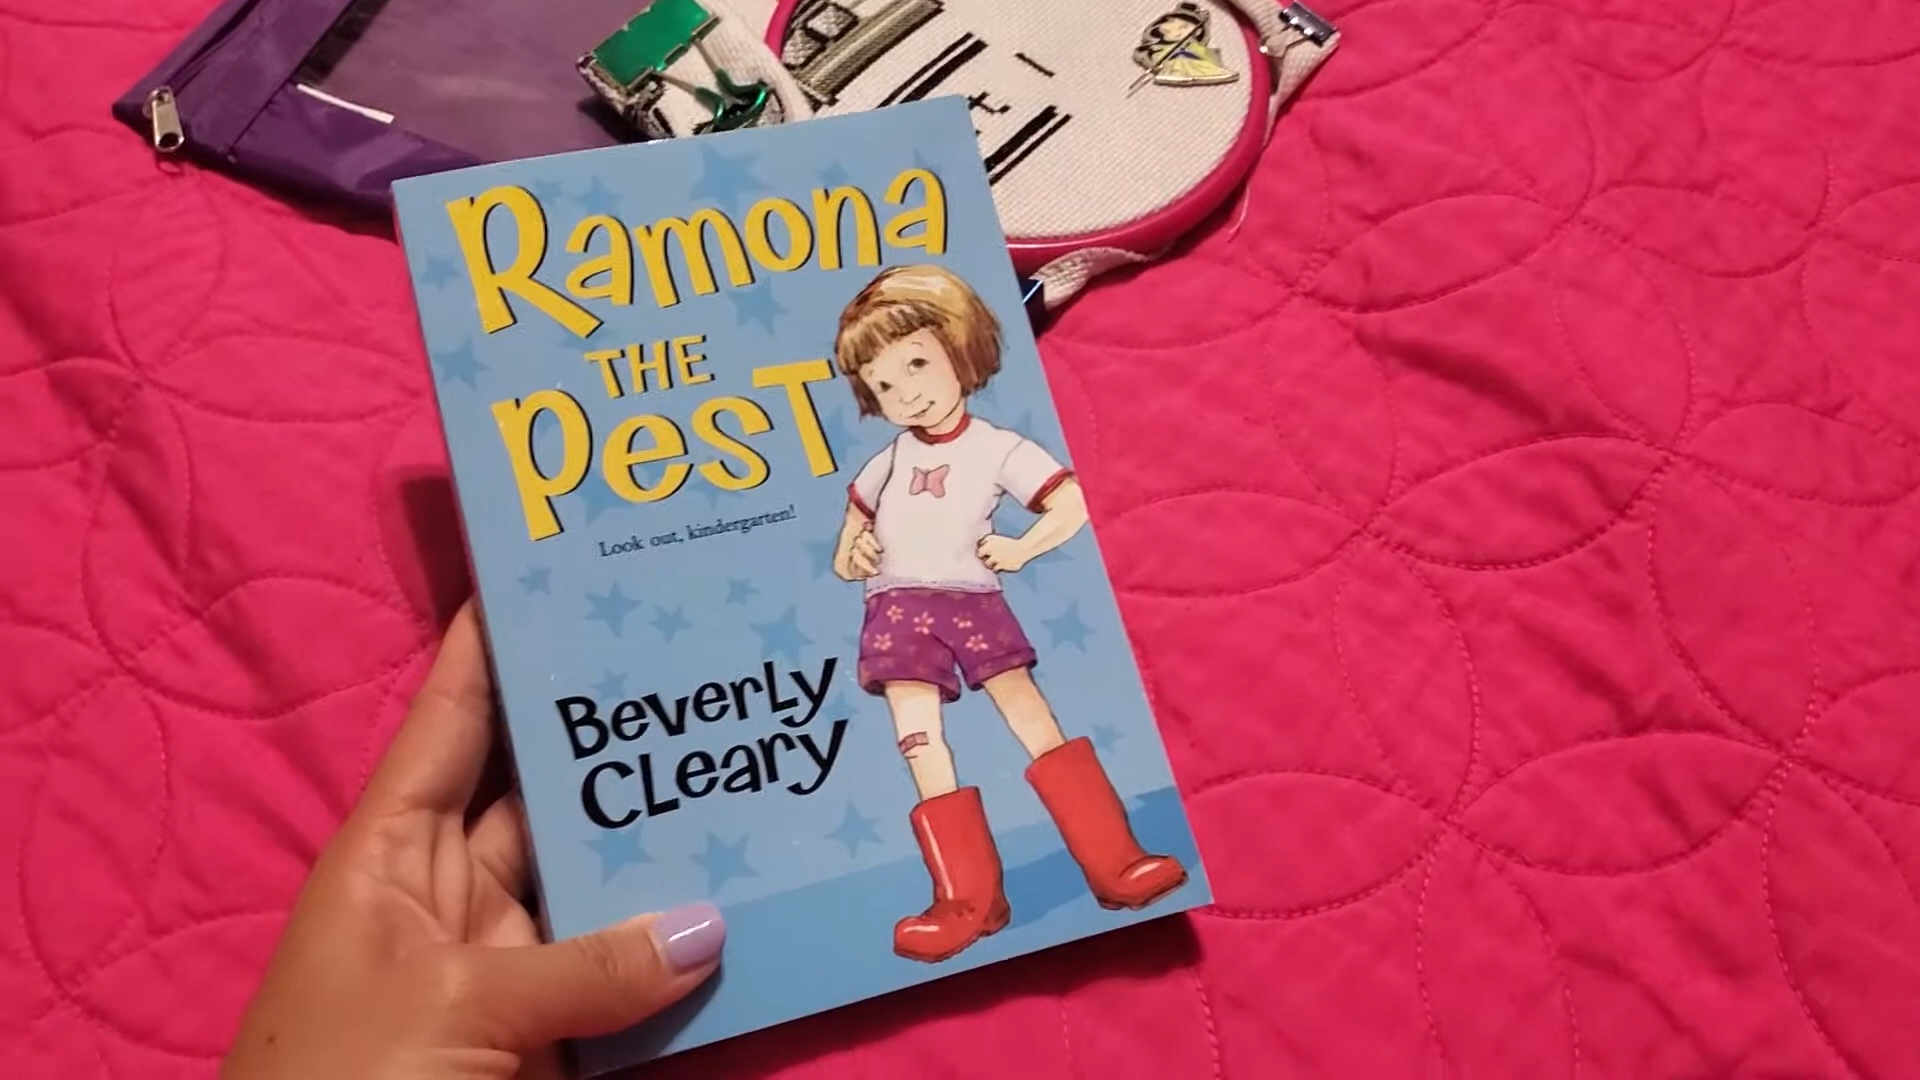 Ramona
THE
PesT
Look out, kindergarten!
BeverLy
CLeary